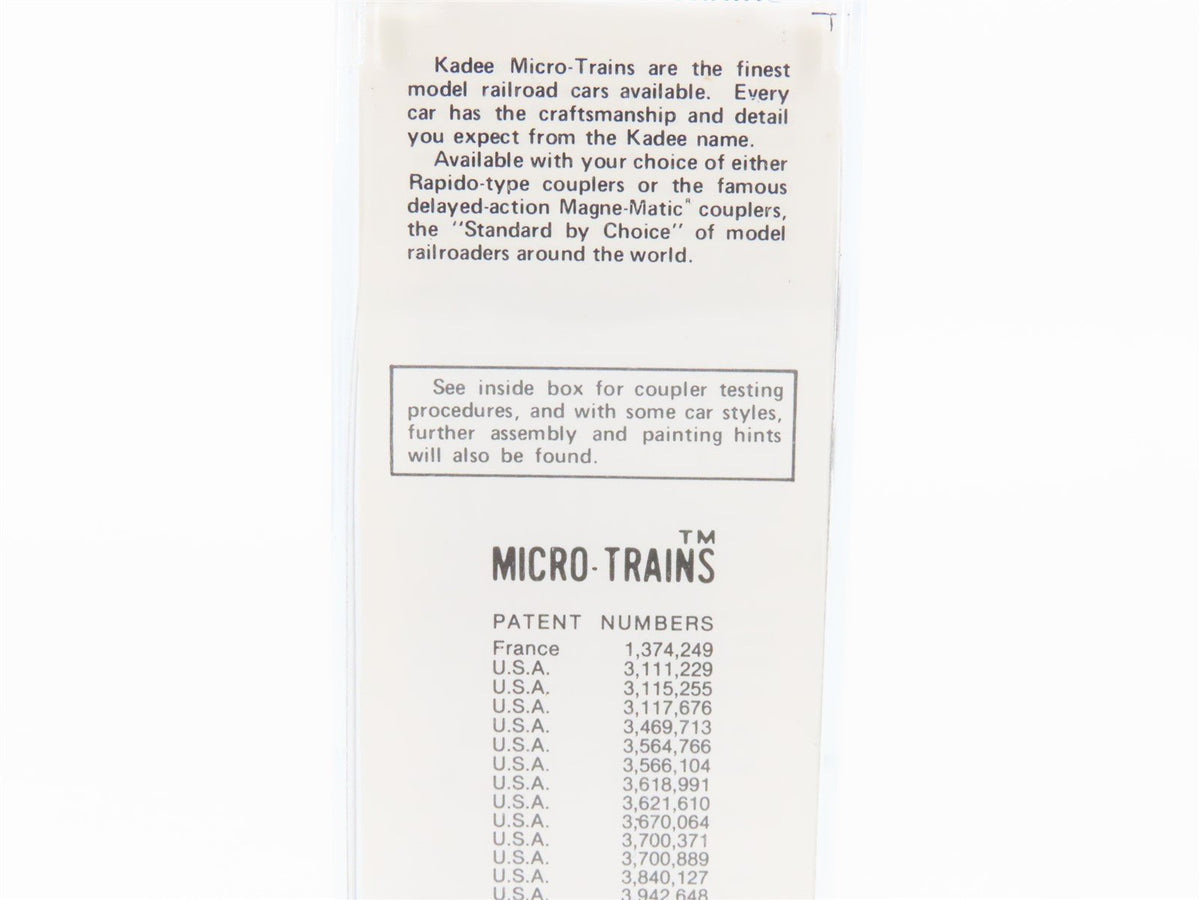 Kadee Micro-Trains are the finest
model railroad cars available. Every
car has the craftsmanship and detail
you expect from the Kadee name.
Available with your choice of either
Rapido-type couplers or the famous
delayed-action Magne-Matic® couplers,
the "Standard by Choice" of model
railroaders around the world.
See inside box for coupler testing
procedures, and with some car styles,
further assembly and painting hints
will also be found.
MICRO-TRAINS™
PATENT NUMBERS
France 1,374,249
U.S.A. 3,111,229
U.S.A. 3,115,255
U.S.A. 3,117,676
U.S.A. 3,469,713
U.S.A. 3,564,766
U.S.A. 3,566,104
U.S.A. 3,618,991
U.S.A. 3,621,610
U.S.A. 3,670,064
U.S.A. 3,700,371
U.S.A. 3,700,889
U.S.A. 3,840,127
U.S.A. 3,942,648